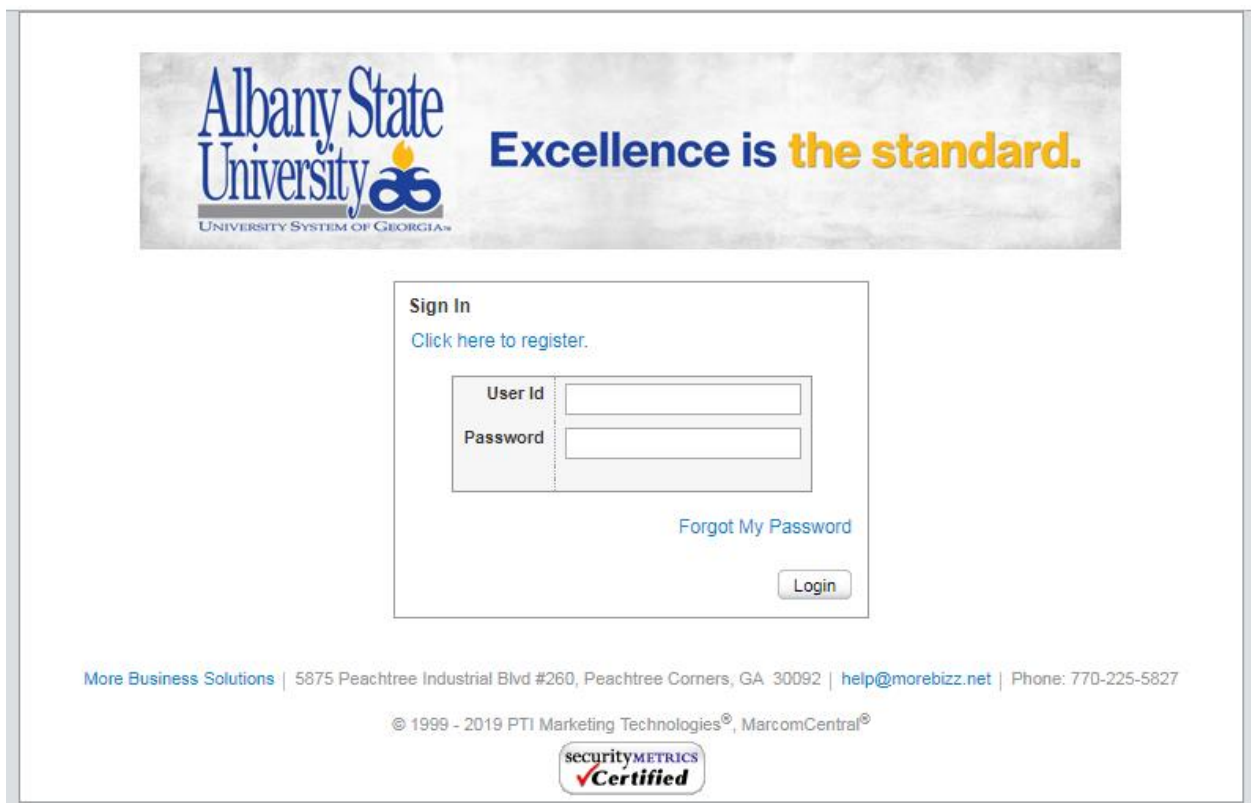 Albany State
University
UNIVERSITY SYSTEM OF GEORGIA™
Excellence is the standard.
Sign In
Click here to register.
User Id
Password
Forgot My Password
Login
More Business Solutions | 5875 Peachtree Industrial Blvd #260, Peachtree Corners, GA 30092 | help@morebizz.net | Phone: 770-225-5827
© 1999 - 2019 PTI Marketing Technologies®, MarcomCentral®
securityMETRICS
Certified